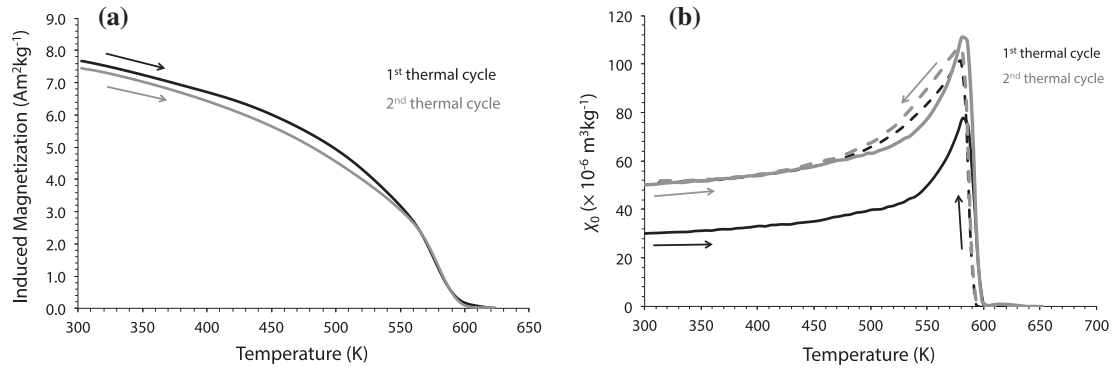 (a)
Induced Magnetization (Am²kg⁻¹)
9.0
8.0
7.0
6.0
5.0
4.0
3.0
2.0
1.0
0.0
1st thermal cycle
2nd thermal cycle
300 350 400 450 500 550 600 650
Temperature (K)
(b)
χ₀ (× 10⁻⁶ m³kg⁻¹)
120
100
80
60
40
20
0
1st thermal cycle
2nd thermal cycle
300 350 400 450 500 550 600 650 700
Temperature (K)